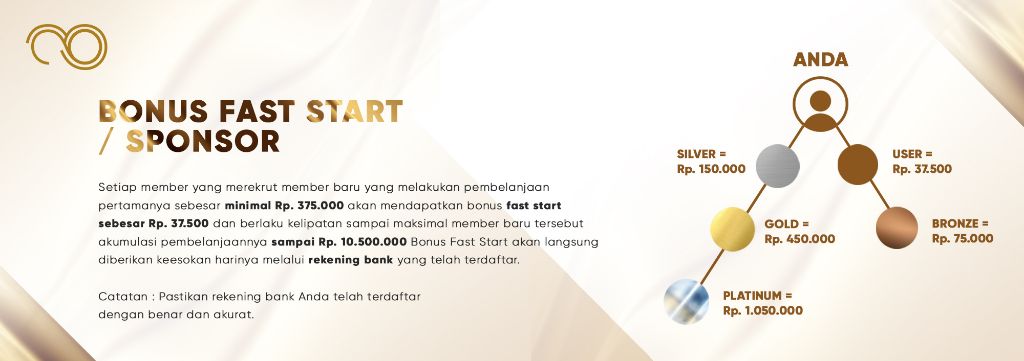 BONUS FAST START
/ SPONSOR
Setiap member yang merekrut member baru yang melakukan pembelanjaan
pertamanya sebesar minimal Rp. 375.000 akan mendapatkan bonus fast start
sebesar Rp. 37.500 dan berlaku kelipatan sampai maksimal member baru tersebut
akumulasi pembelanjaannya sampai Rp. 10.500.000 Bonus Fast Start akan langsung
diberikan keesokan harinya melalui rekening bank yang telah terdaftar.
Catatan : Pastikan rekening bank Anda telah terdaftar
dengan benar dan akurat.
ANDA
SILVER =
Rp. 150.000
USER =
Rp. 37.500
GOLD =
Rp. 450.000
BRONZE =
Rp. 75.000
PLATINUM =
Rp. 1.050.000